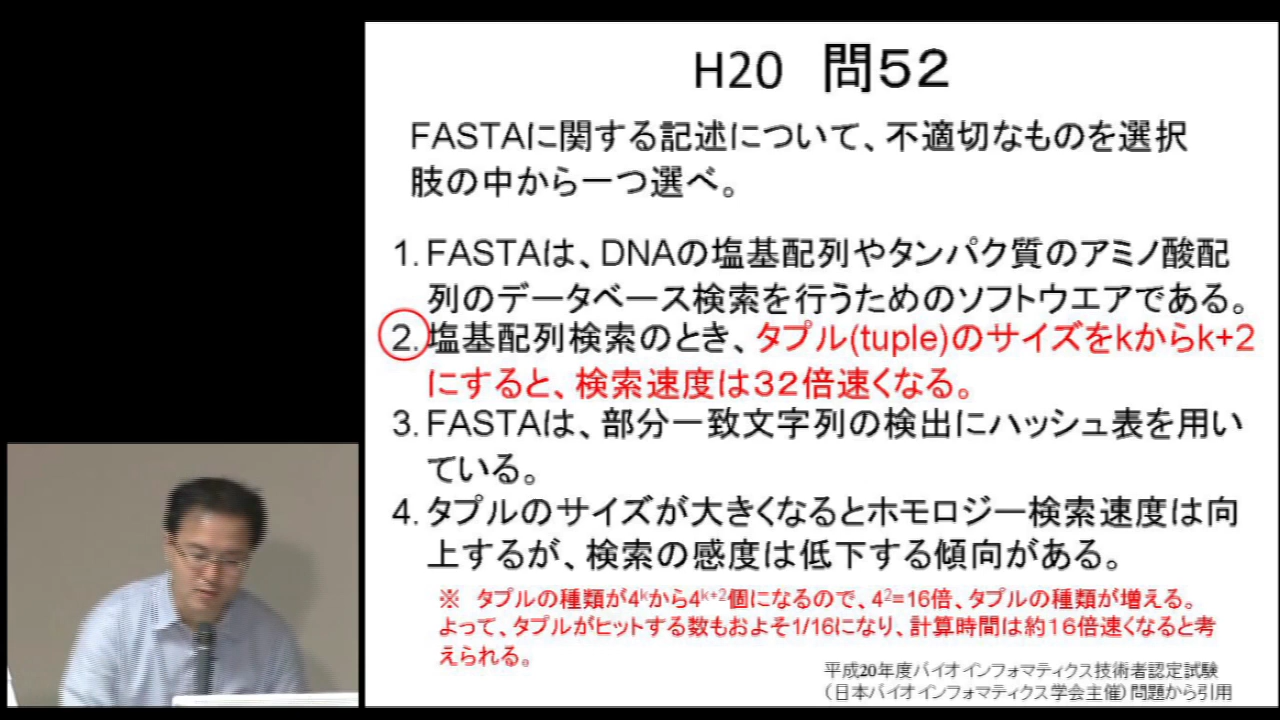 H20　問52
FASTAに関する記述について、不適切なものを選択
肢の中から一つ選べ。
1. FASTAは、DNAの塩基配列やタンパク質のアミノ酸配
列のデータベース検索を行うためのソフトウエアである。
2. 塩基配列検索のとき、タプル(tuple)のサイズをkからk+2
にすると、検索速度は32倍速くなる。
3. FASTAは、部分一致文字列の検出にハッシュ表を用い
ている。
4. タプルのサイズが大きくなるとホモロジー検索速度は向
上するが、検索の感度は低下する傾向がある。
※　タプルの種類が4^kから4^k+2個になるので、4^2=16倍、タプルの種類が増える。
よって、タプルがヒットする数もおよそ1/16になり、計算時間は約16倍速くなると考
えられる。
平成20年度バイオインフォマティクス技術者認定試験
（日本バイオインフォマティクス学会主催）問題から引用